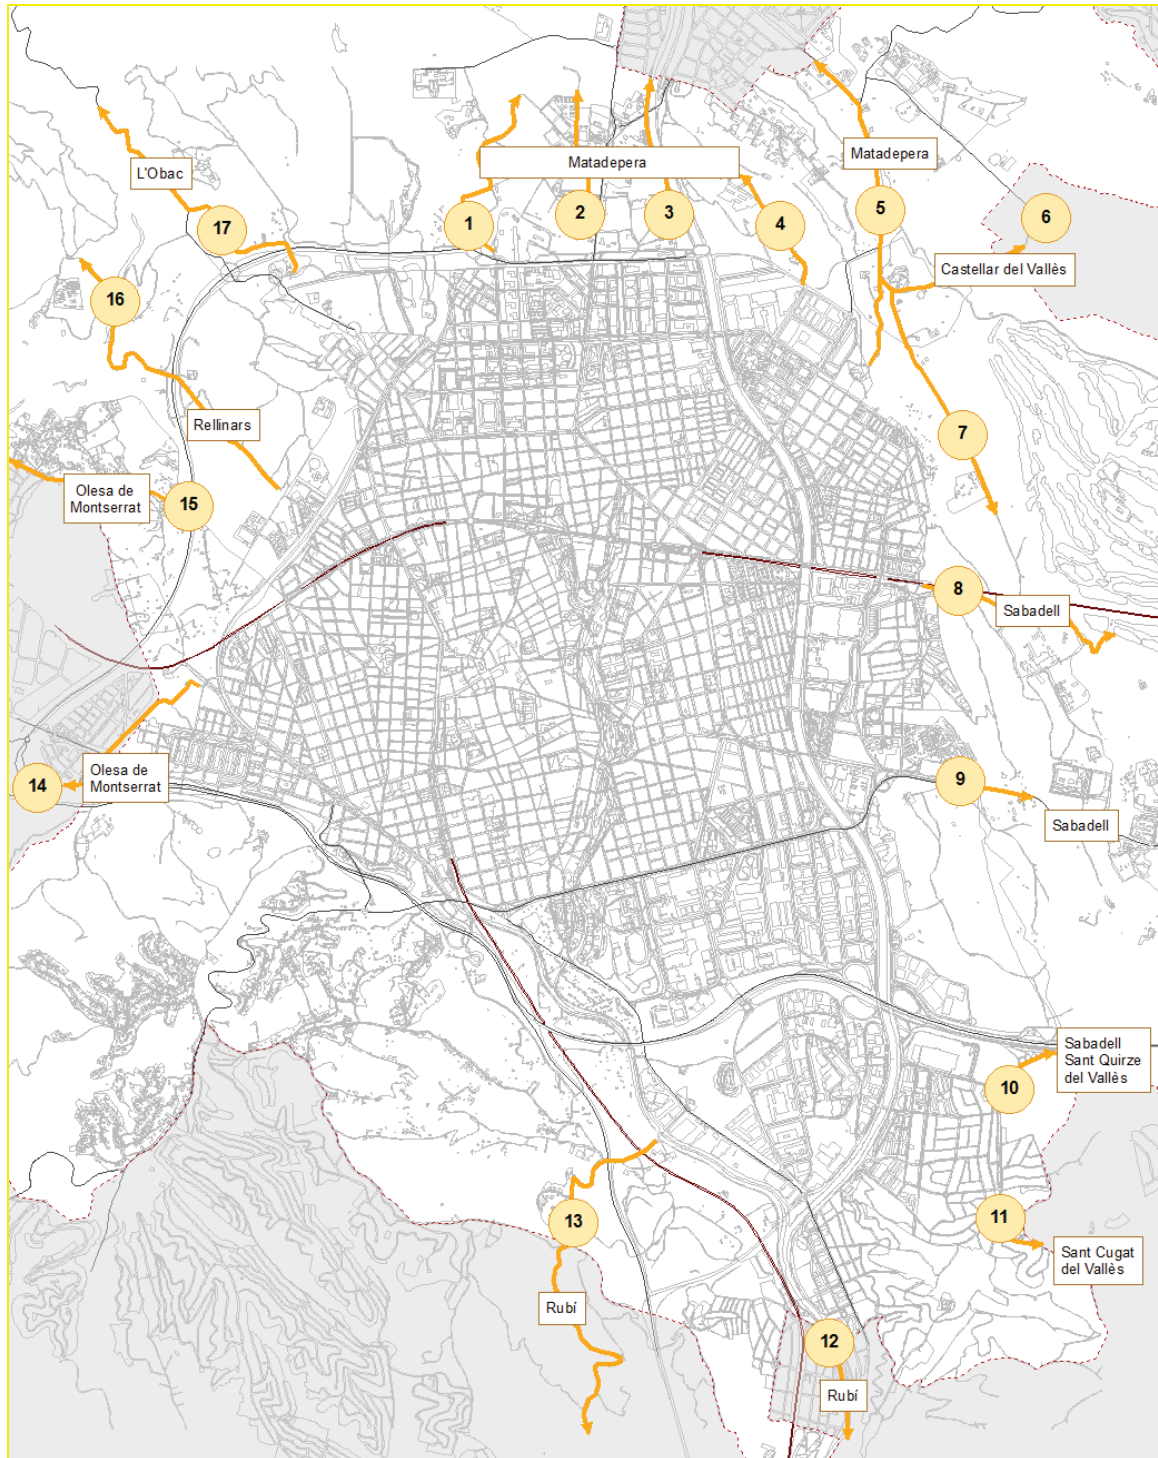 Matadepera
Matadepera
L'Obac
1
2
3
4
5
6
17
Castellar del Vallès
16
Rellinars
7
Olesa de
Montserrat
15
8
Sabadell
14
Olesa de
Montserrat
9
Sabadell
10
Sabadell
Sant Quirze
del Vallès
11
Sant Cugat
del Vallès
13
Rubí
12
Rubí